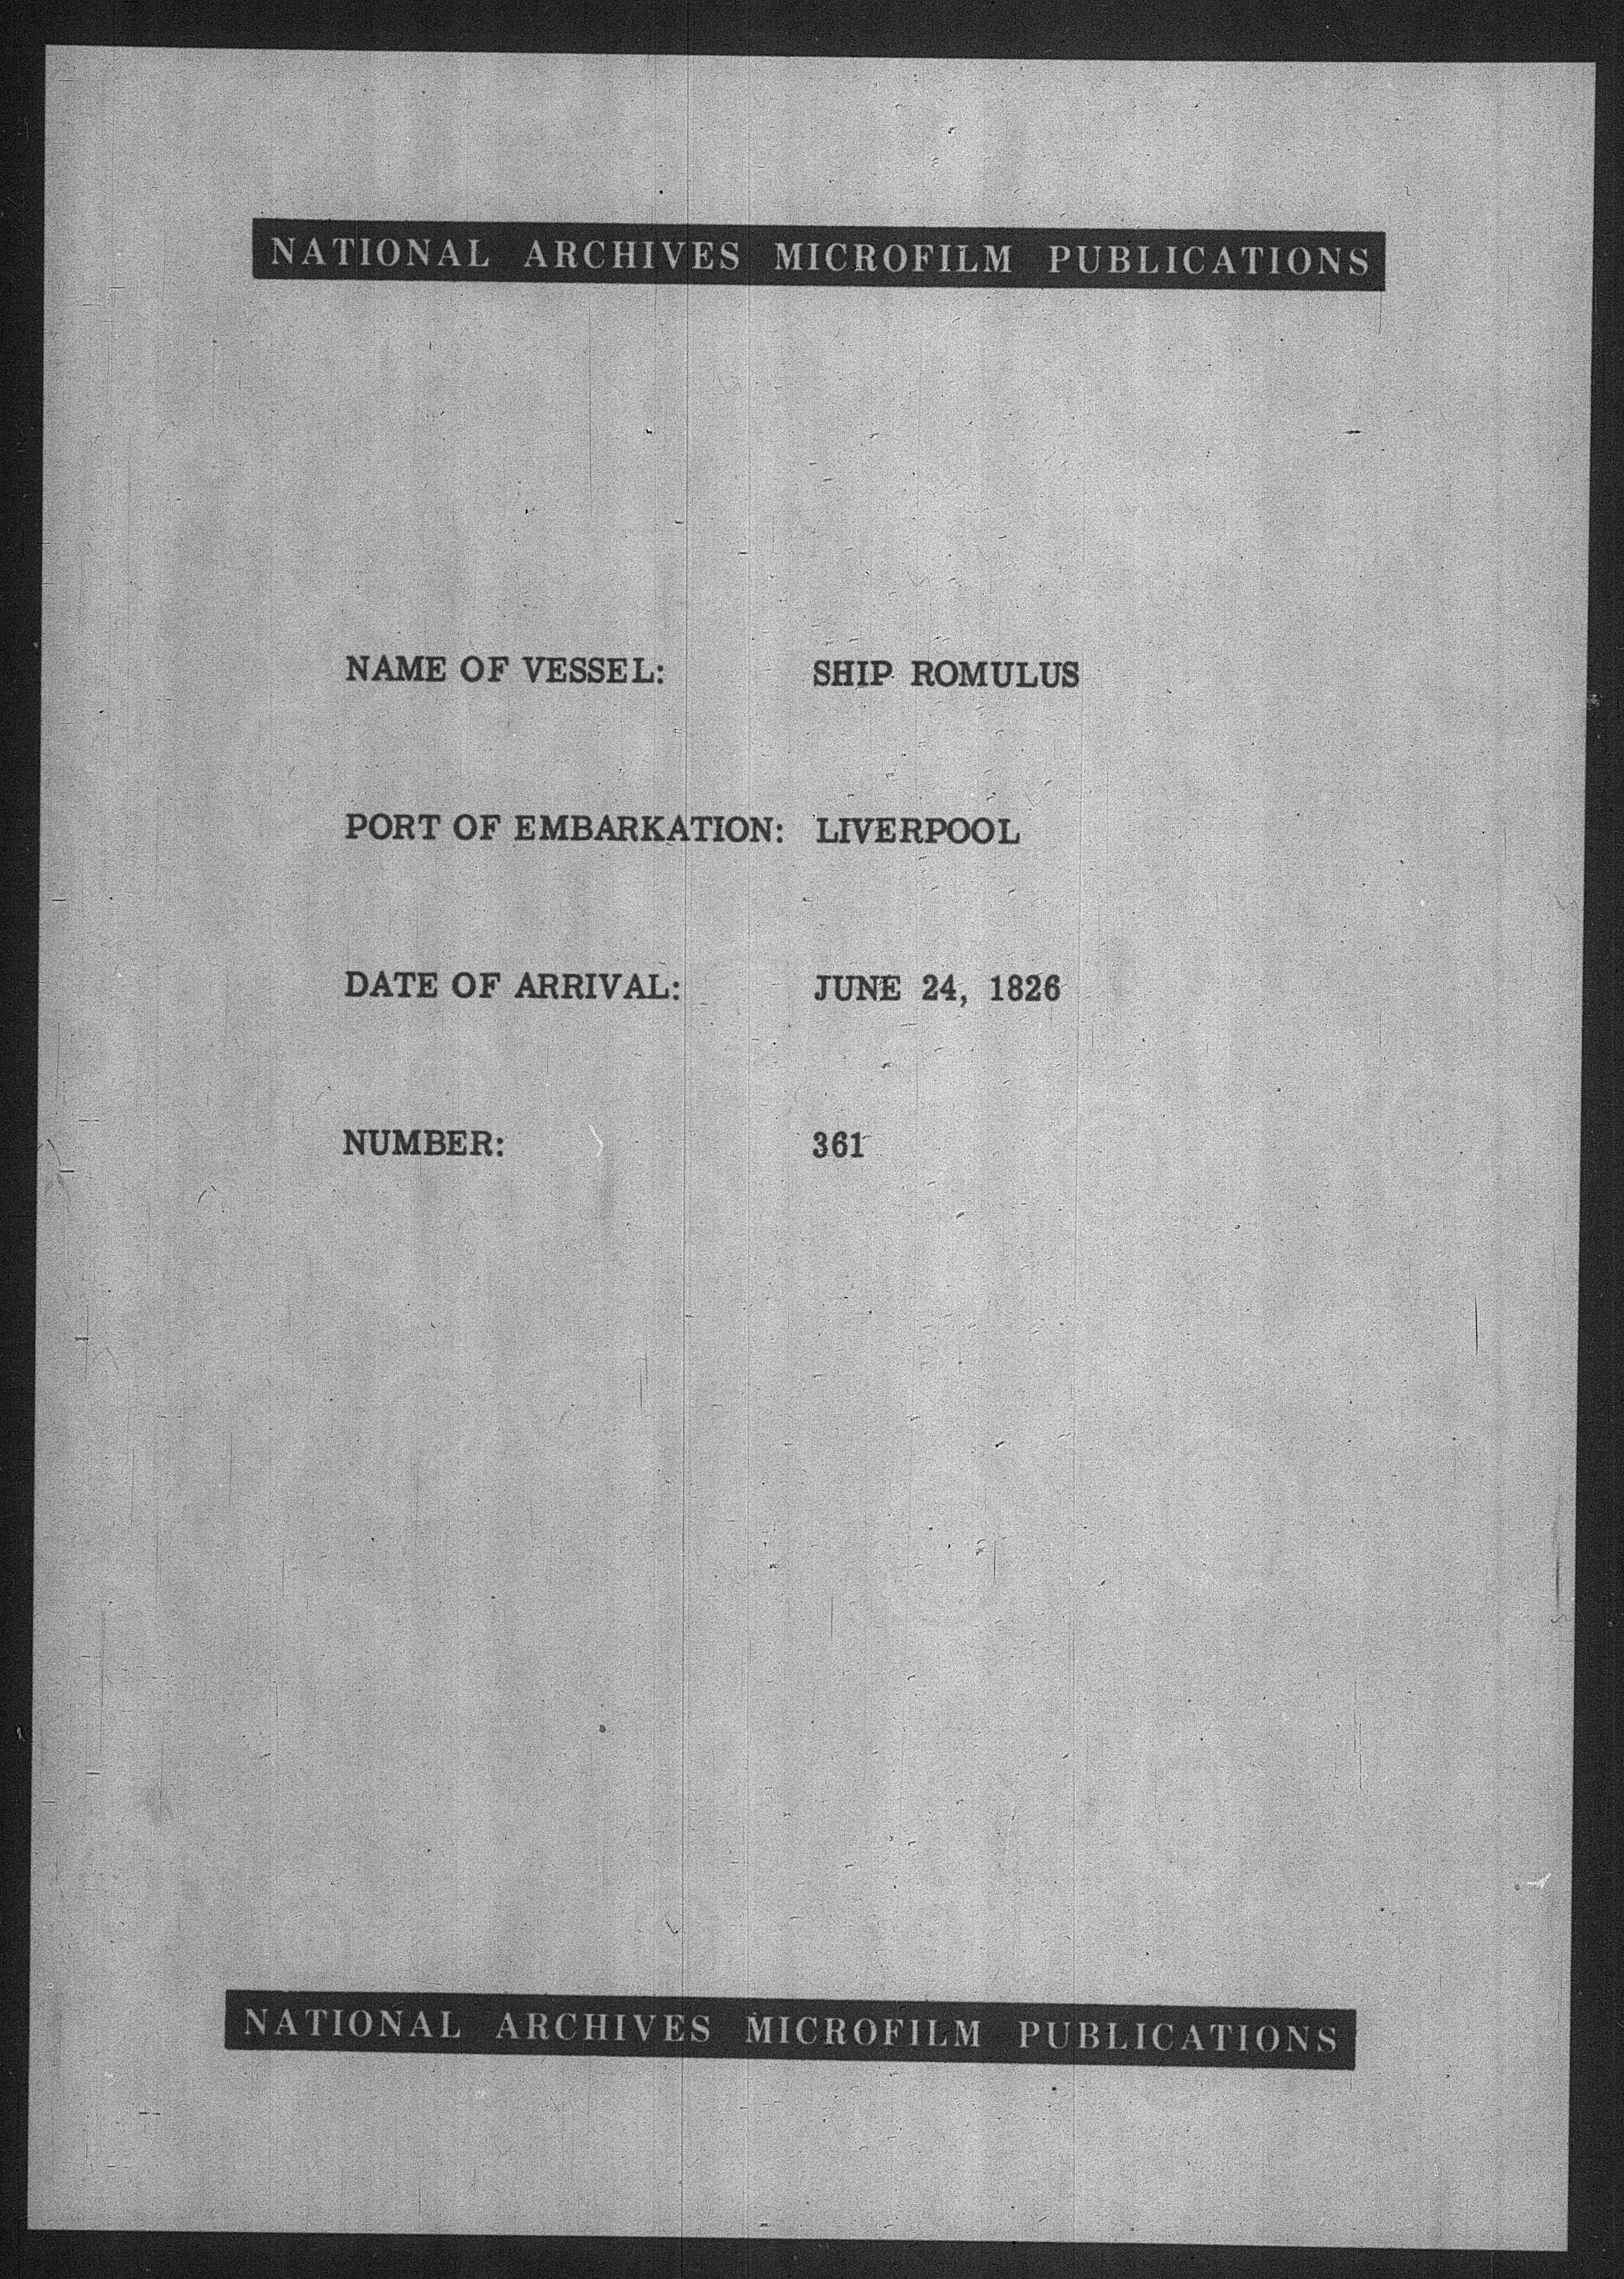 NATIONAL ARCHIVES MICROFILM PUBLICATIONS
NAME OF VESSEL: SHIP ROMULUS
PORT OF EMBARKATION: LIVERPOOL
DATE OF ARRIVAL: JUNE 24, 1826
NUMBER: 361
NATIONAL ARCHIVES MICROFILM PUBLICATIONS